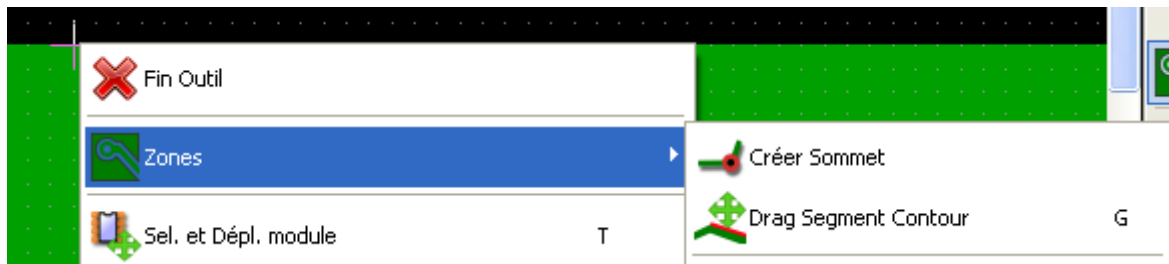 Fin Outil
Zones
Créer Sommet
Drag Segment Contour G
Sel. et Dépl. module T